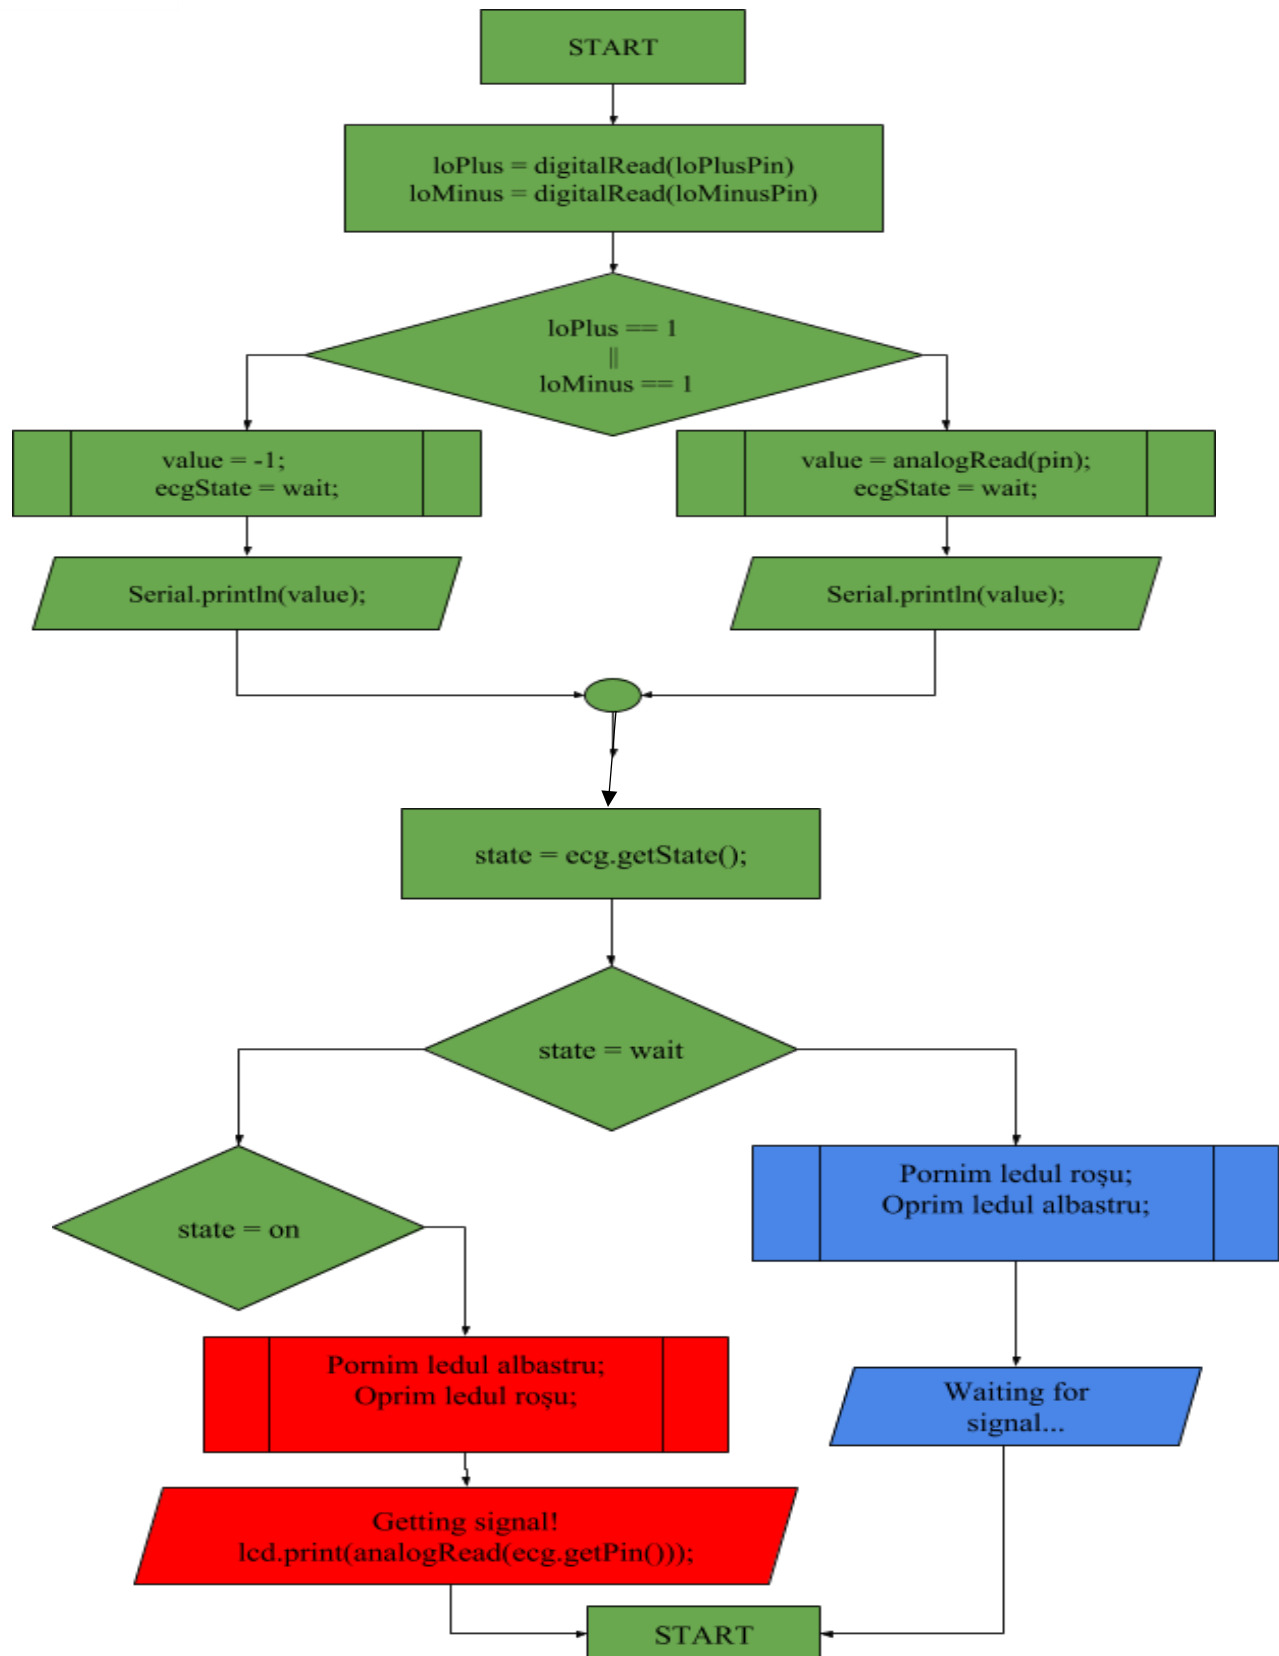 START
loPlus = digitalRead(loPlusPin)
loMinus = digitalRead(loMinusPin)
loPlus == 1
||
loMinus == 1
value = -1;
ecgState = wait;
value = analogRead(pin);
ecgState = wait;
Serial.println(value);
Serial.println(value);
state = ecg.getState();
state = wait
state = on
Pornim ledul roșu;
Oprim ledul albastru;
Pornim ledul albastru;
Oprim ledul roșu;
Waiting for
signal...
Getting signal!
lcd.print(analogRead(ecg.getPin()));
START